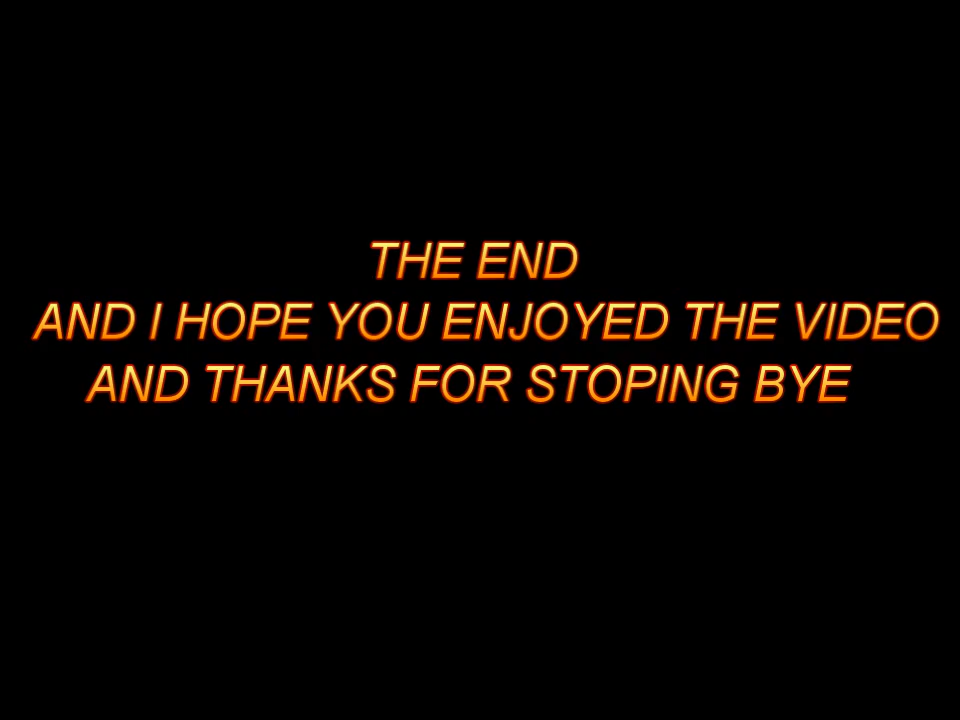 THE END
AND I HOPE YOU ENJOYED THE VIDEO
AND THANKS FOR STOPING BYE